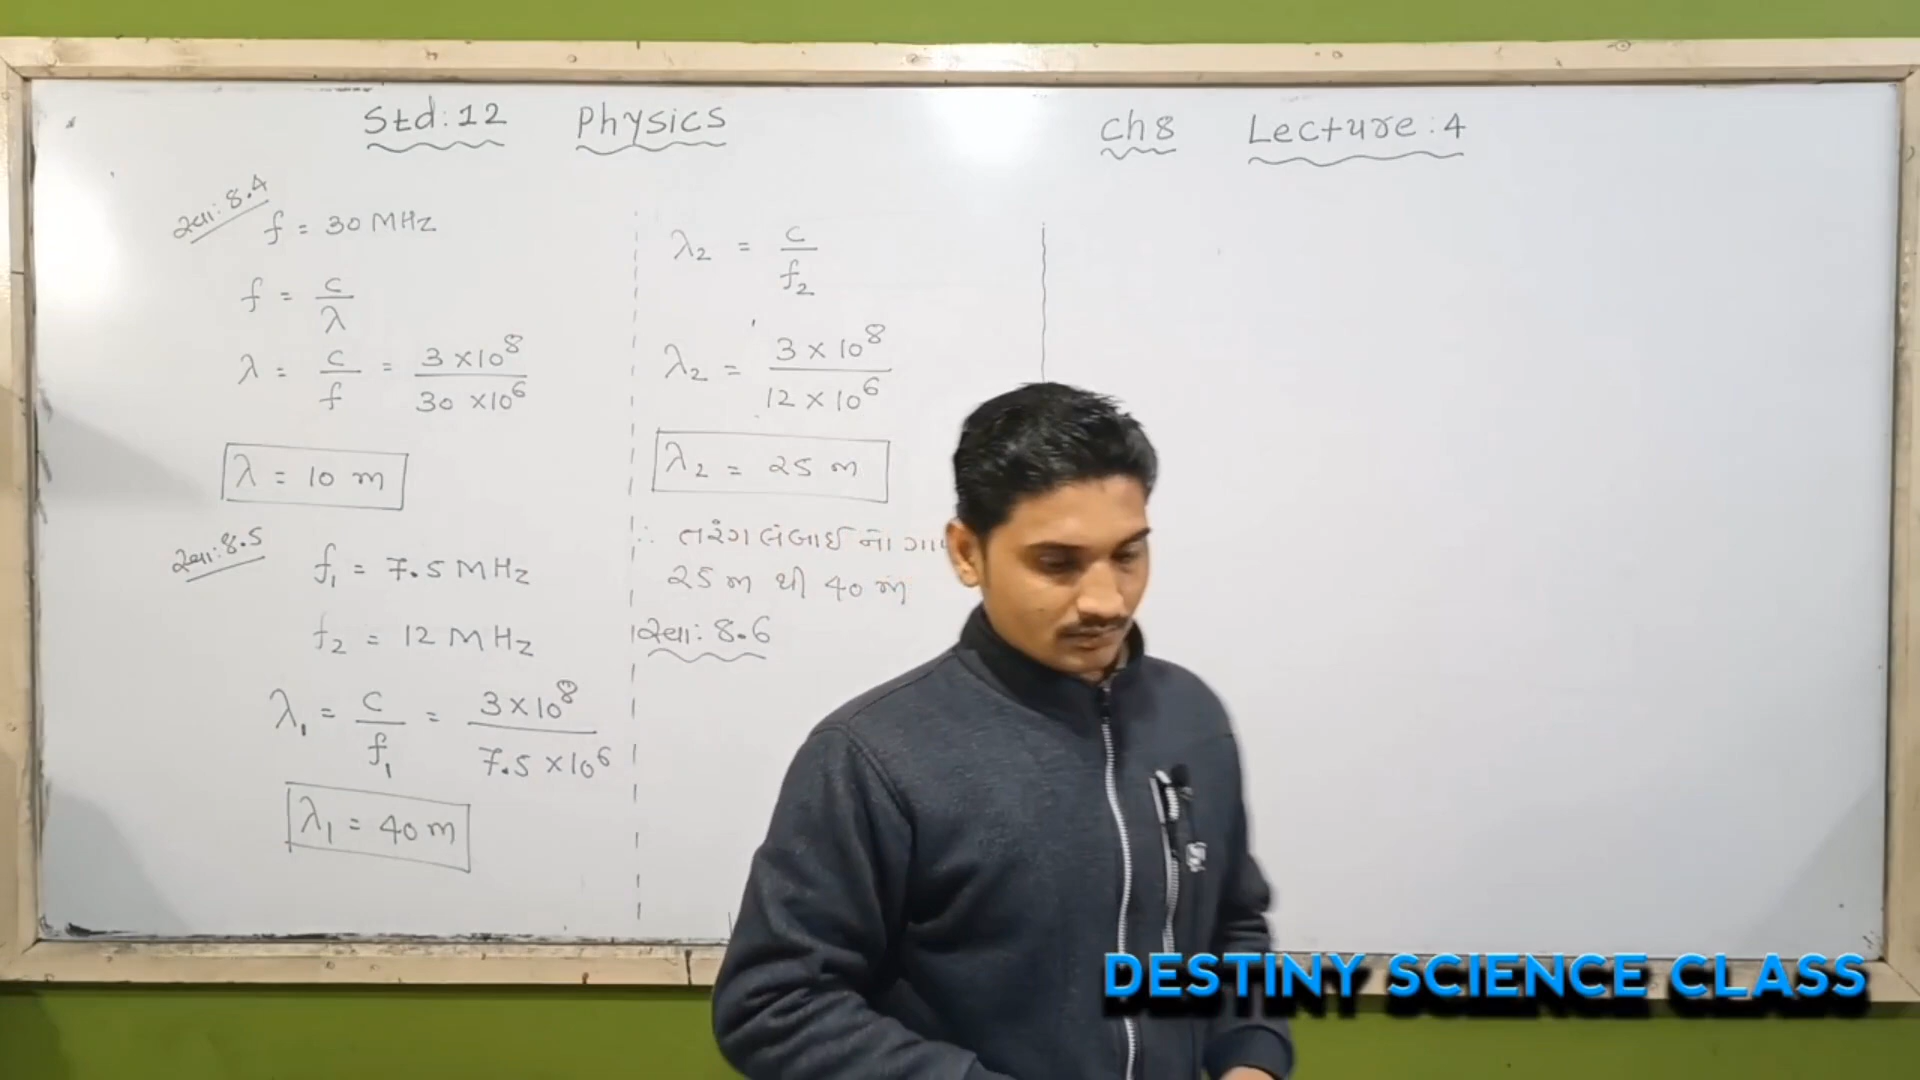 Std:12 Physics
Ch 8 Lecture:4
સ્વા: 8.4
f = 30 MHz
f = c/λ
λ = c/f = 3×10⁸/30×10⁶
λ = 10 m
સ્વા: 8.5
f₁ = 7.5 MHz
f₂ = 12 MHz
λ₁ = c/f₁ = 3×10⁸/7.5×10⁶
λ₁ = 40 m
λ₂ = c/f₂
λ₂ = 3×10⁸/12×10⁶
λ₂ = 25 m
∴ તરંગલંબાઈ નો
25 m થી 40 m
સ્વા: 8.6
DESTINY SCIENCE CLASS